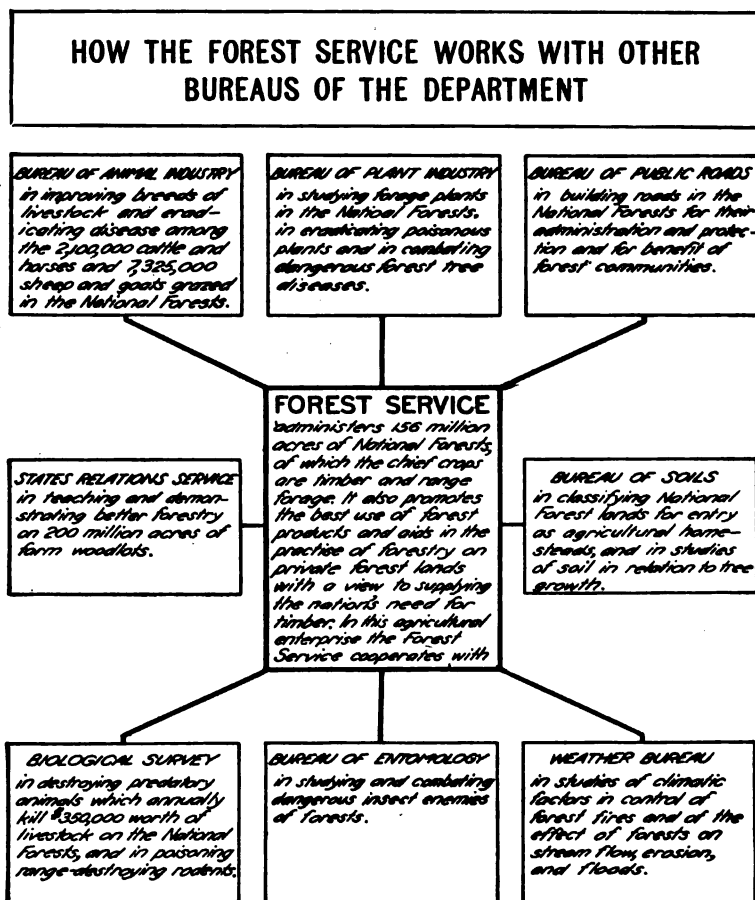 HOW THE FOREST SERVICE WORKS WITH OTHER
BUREAUS OF THE DEPARTMENT
BUREAU OF ANIMAL INDUSTRY
in improving breeds of
livestock and erad-
icating disease among
the 2,100,000 cattle and
horses and 7,325,000
sheep and goats grazed
in the National Forests.
BUREAU OF PLANT INDUSTRY
in studying forage plants
in the Natioal Forests.
in eradicating poisonous
plants and in combating
dangerous forest tree
diseases.
BUREAU OF PUBLIC ROADS
in building roads in the
National Forests for their
administration and protec-
tion and for benefit of
forest communities.
STATES RELATIONS SERVICE
in teaching and demon-
strating better forestry
on 200 million acres of
farm woodlots.
FOREST SERVICE
administers 156 million
acres of National Forests,
of which the chief crops
are timber and range
forage. It also promotes
the best use of forest
products and aids in the
practise of forestry on
private forest lands
with a view to supplying
the nation's need for
timber. In this agricultural
enterprise the Forest
Service cooperates with
BUREAU OF SOILS
in classifying National
Forest lands for entry
as agricultural home-
steads, and in studies
of soil in relation to tree
growth.
BIOLOGICAL SURVEY
in destroying predatory
animals which annually
kill $350,000 worth of
livestock on the National
Forests, and in poisoning
range-destroying rodents.
BUREAU OF ENTOMOLOGY
in studying and combating
dangerous insect enemies
of forests.
WEATHER BUREAU
in studies of climatic
factors in control of
forest fires and of the
effect of forests on
stream flow, erosion,
and floods.